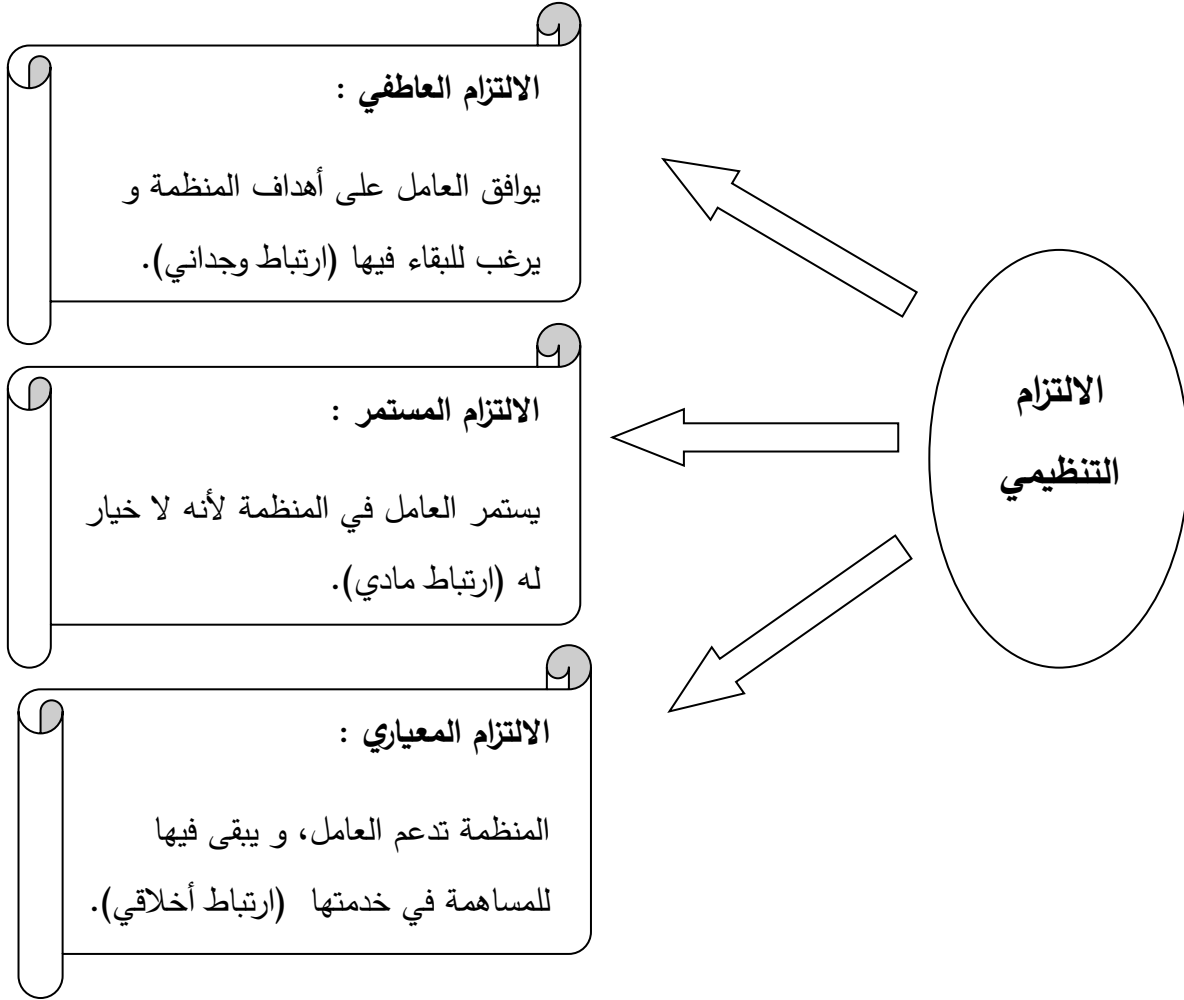 الالتزام
التنظيمي
الالتزام العاطفي :
يوافق العامل على أهداف المنظمة و
يرغب للبقاء فيها (ارتباط وجداني).
الالتزام المستمر :
يستمر العامل في المنظمة لأنه لا خيار
له (ارتباط مادي).
الالتزام المعياري :
المنظمة تدعم العامل، و يبقى فيها
للمساهمة في خدمتها (ارتباط أخلاقي).